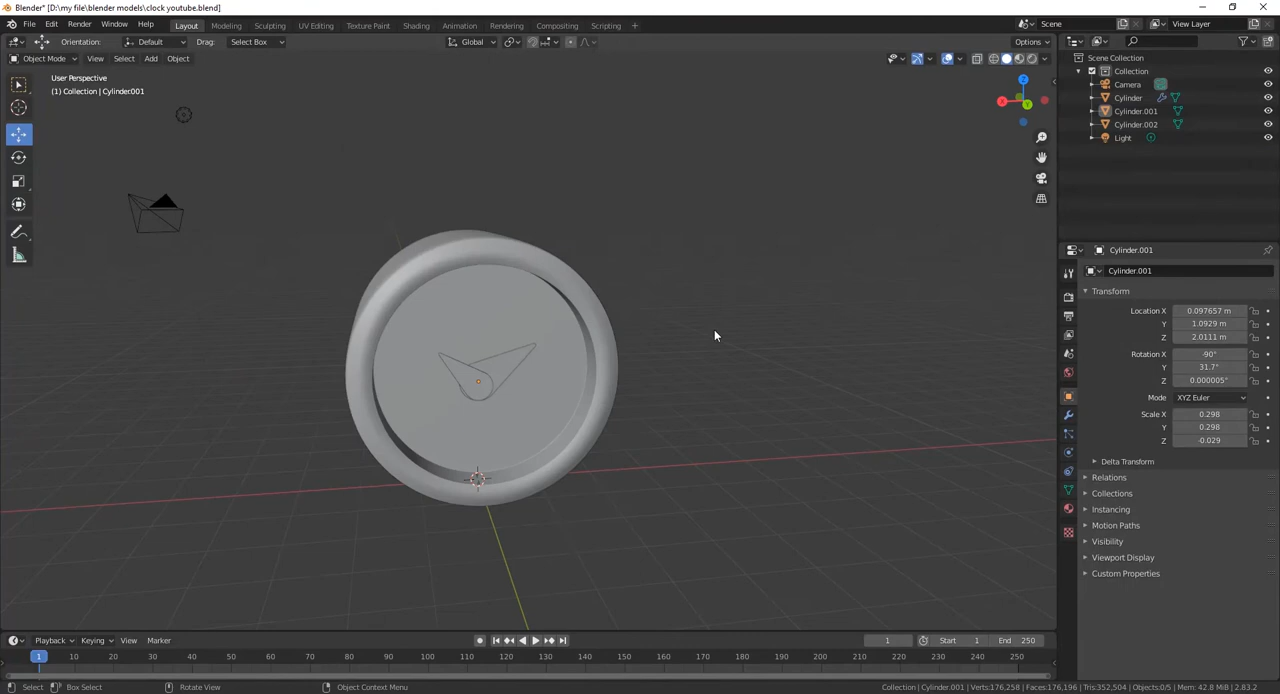 Blender* [D:\my file\blender models\clock youtube.blend]
File Edit Render Window Help Layout Modeling Sculpting UV Editing Texture Paint Shading Animation Rendering Compositing Scripting + Scene View Layer
Orientation: Default Drag: Select Box Global Options
Object Mode View Select Add Object
User Perspective
(1) Collection | Cylinder.001
Z
X
Y
Scene Collection
Collection
Camera
Cylinder
Cylinder.001
Cylinder.002
Light
Cylinder.001
Cylinder.001
Transform
Location X 0.097657 m
Y 1.0929 m
Z 2.0111 m
Rotation X -90°
Y 31.7°
Z 0.000005°
Mode XYZ Euler
Scale X 0.298
Y 0.298
Z -0.029
Delta Transform
Relations
Collections
Instancing
Motion Paths
Visibility
Viewport Display
Custom Properties
Playback Keying View Marker 1 Start 1 End 250
1 10 20 30 40 50 60 70 80 90 100 110 120 130 140 150 160 170 180 190 200 210 220 230 240 250
Select Box Select Rotate View Object Context Menu Collection | Cylinder.001 | Verts:176,258 | Faces:176,196 | Tris:352,504 | Objects:0/5 | Mem: 42.8 MiB | 2.83.2